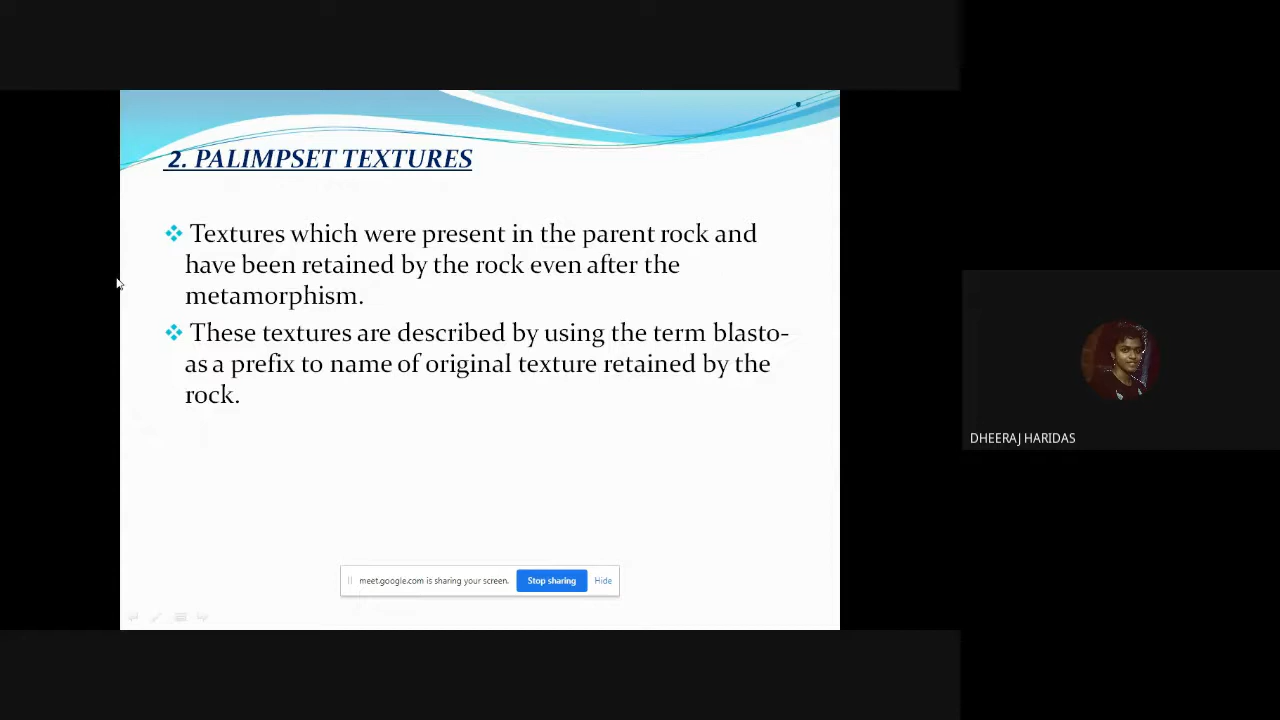 2. PALIMPSET TEXTURES
Textures which were present in the parent rock and
have been retained by the rock even after the
metamorphism.
These textures are described by using the term blasto-
as a prefix to name of original texture retained by the
rock.
DHEERAJ HARIDAS
meet.google.com is sharing your screen. Stop sharing Hide